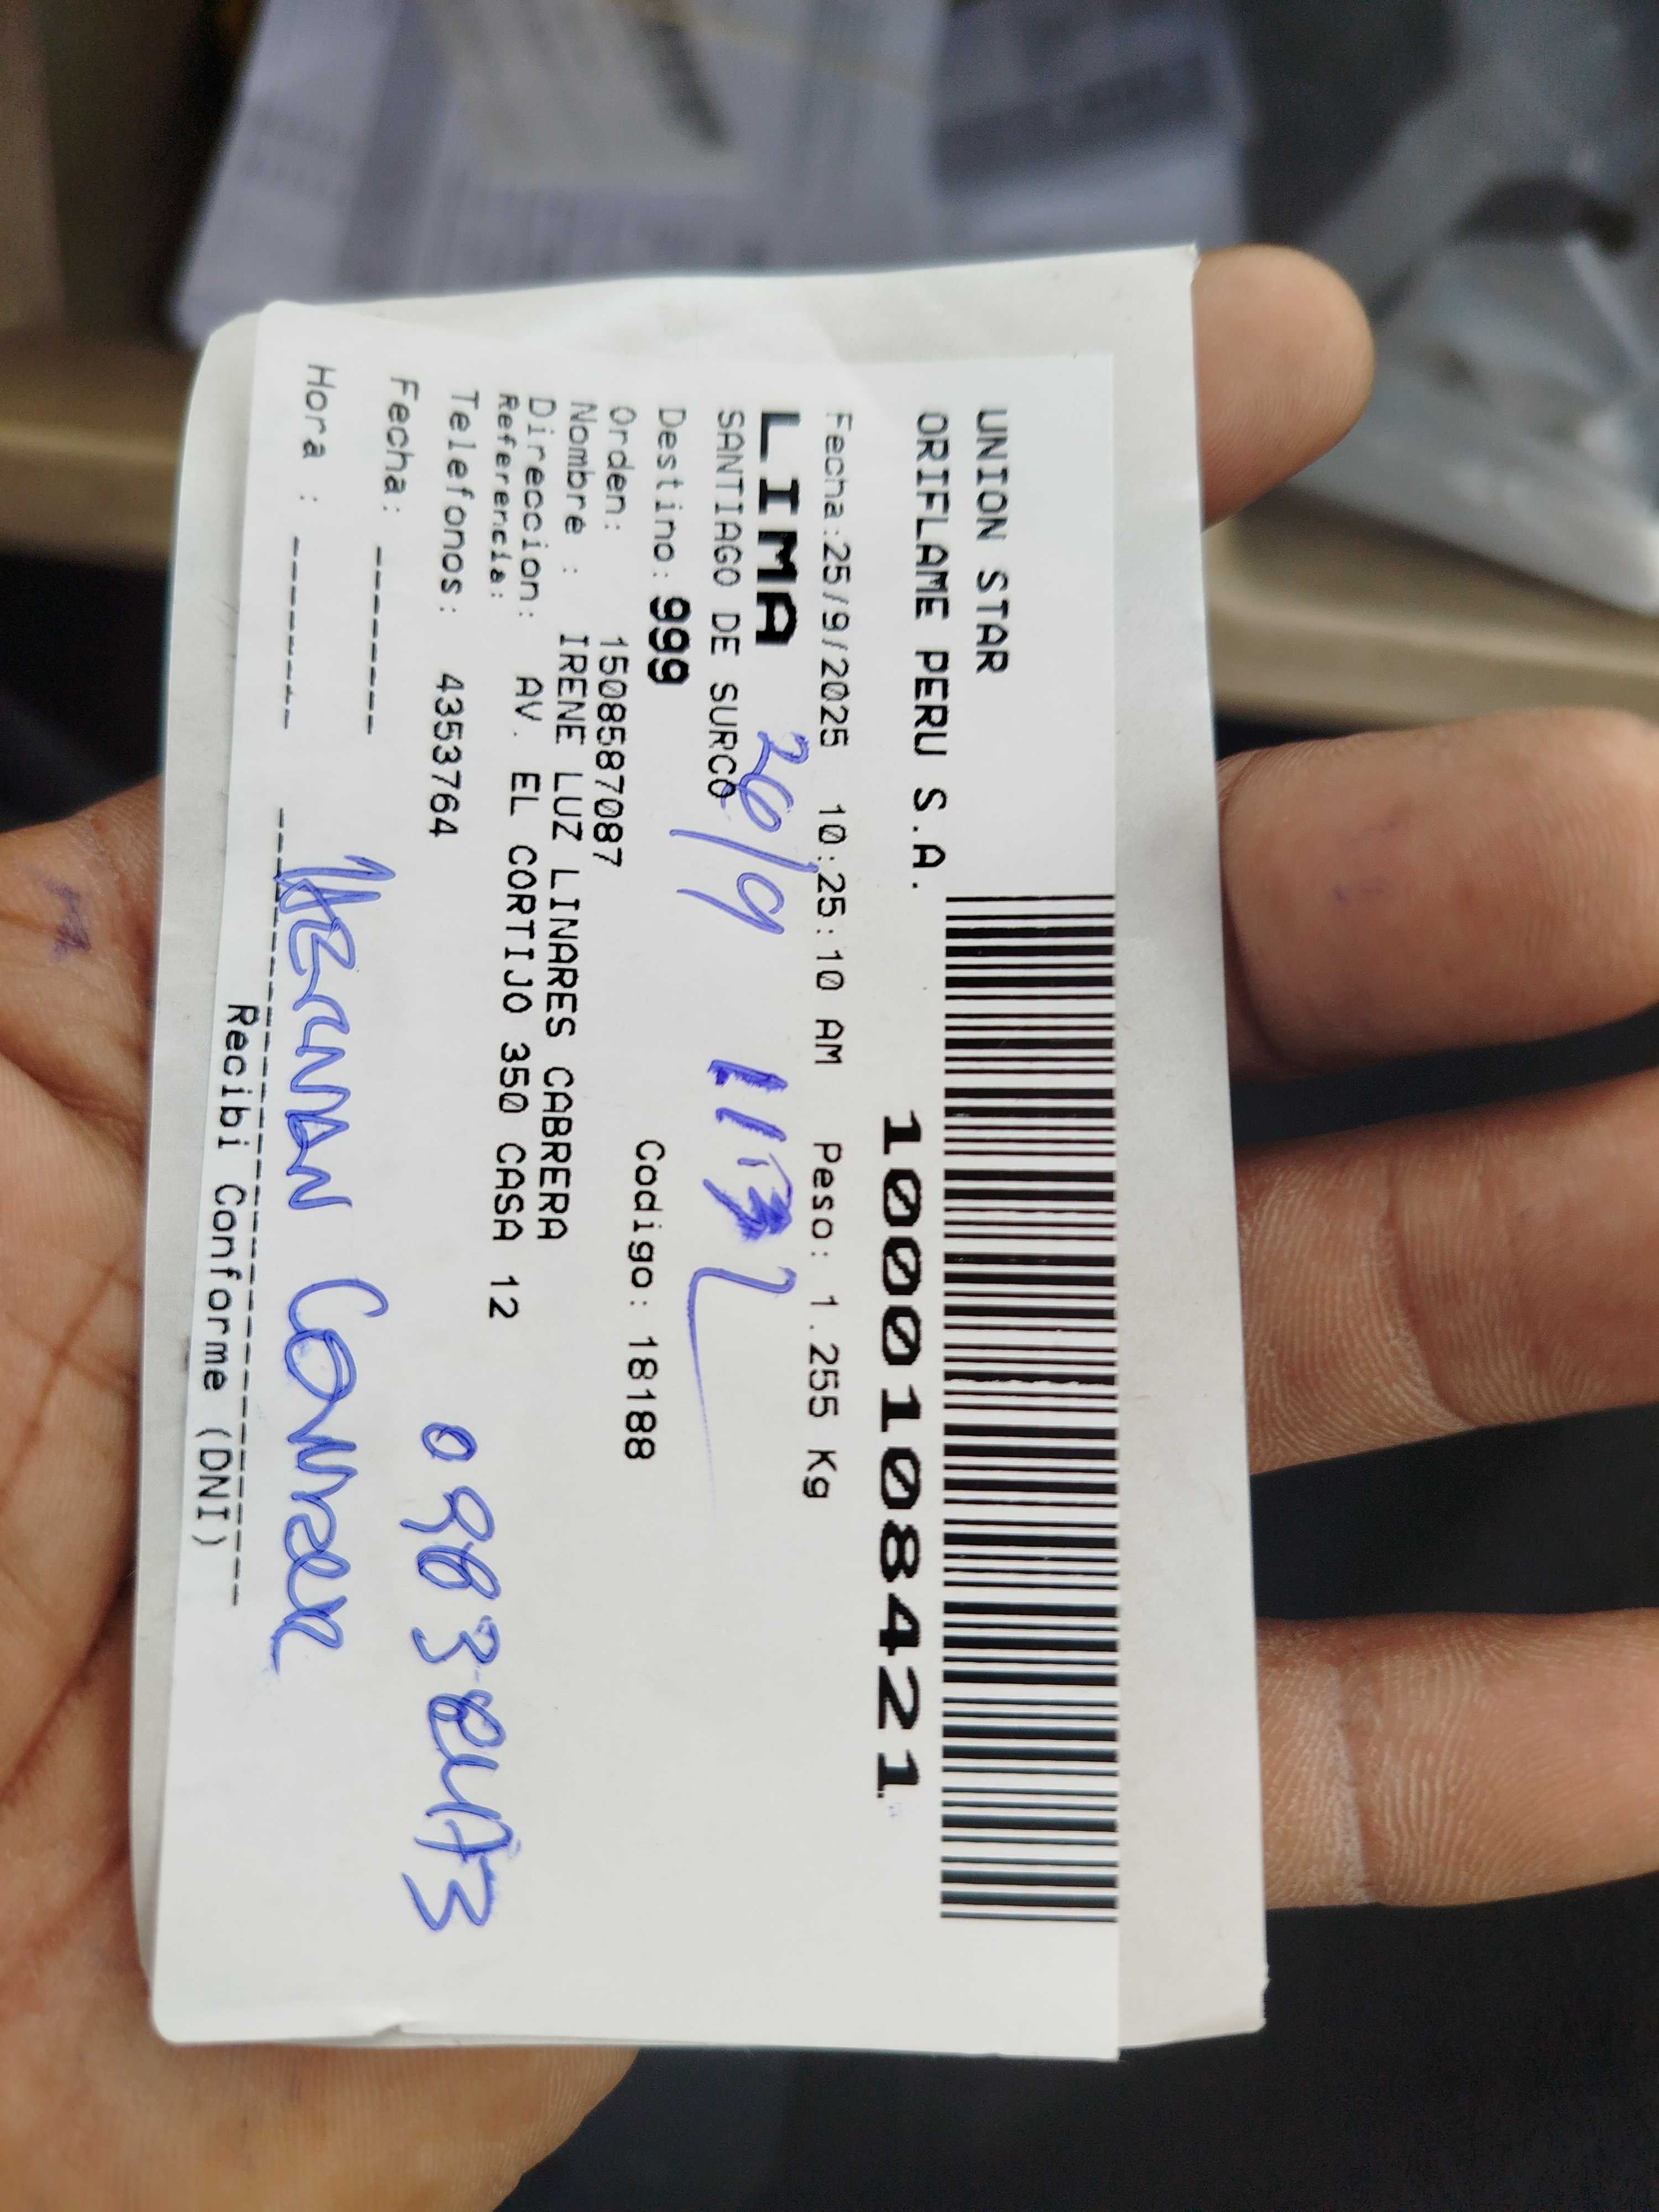 UNION STAR
ORIFLAME PERU S.A.
10001108421
Fecha:25/9/2025 10:25:10 AM Peso: 1.255 Kg
LIMA
SANTIAGO DE SURCO
26/9 11
Destino: 999 Codigo: 18188
Orden: 1508587087
Nombre : IRENE LUZ LINARES CABRERA
Direccion: AV. EL CORTIJO 350 CASA 12
Referencia:
Telefonos: 4353764
Fecha: -------
Hora : -------
HERNAN
Recibi Conforme (DNI)